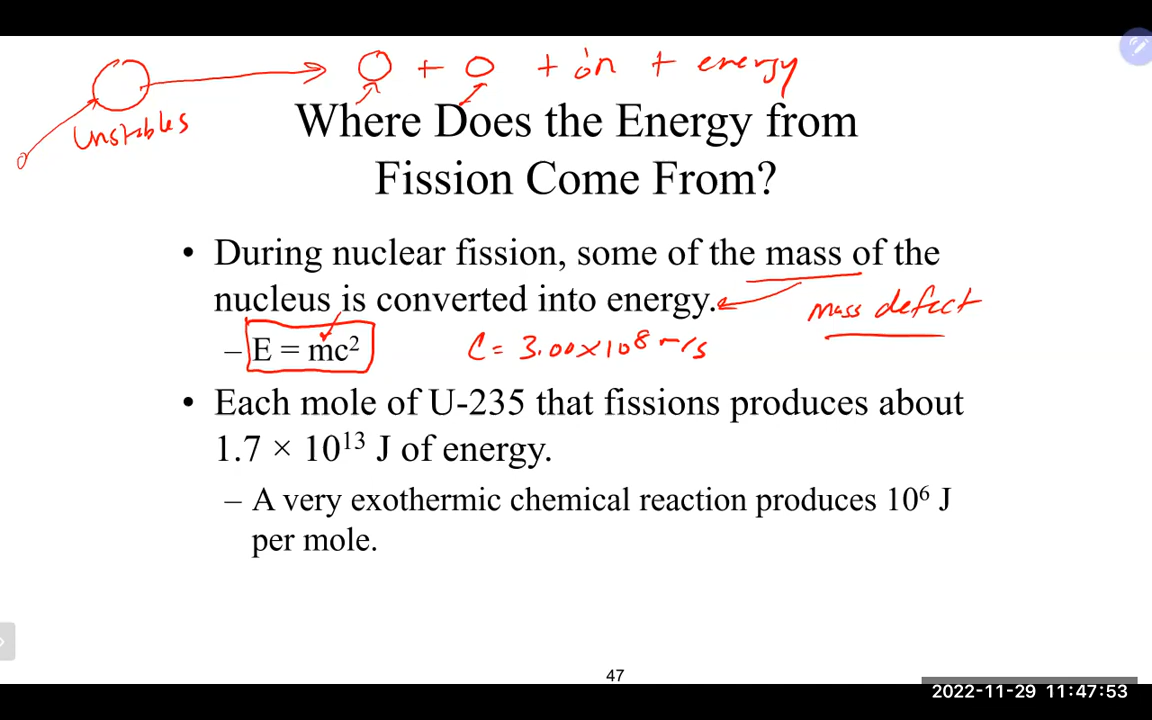 + + ¹₀n + energy
Unstables
Where Does the Energy from
Fission Come From?
• During nuclear fission, some of the mass of the
nucleus is converted into energy.
mass defect
– E = mc²
C = 3.00×10⁸ m/s
• Each mole of U-235 that fissions produces about
1.7 × 10¹³ J of energy.
– A very exothermic chemical reaction produces 10⁶ J
per mole.
47
2022-11-29 11:47:53